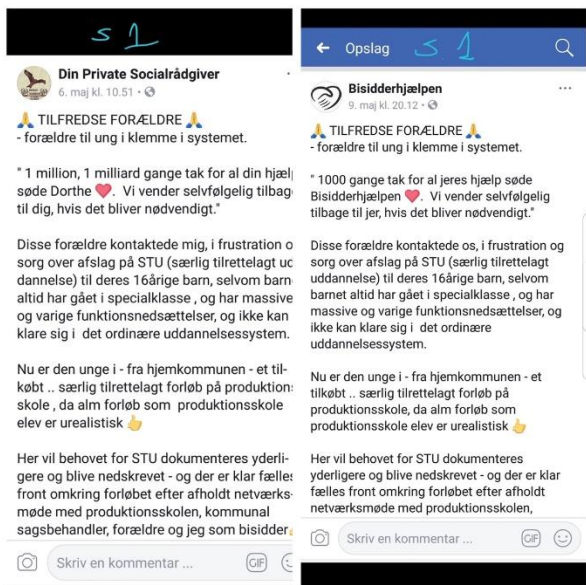 S 1
Din Private Socialrådgiver
6. maj kl. 10.51 •
TILFREDSE FORÆLDRE
- forældre til ung i klemme i systemet.
" 1 million, 1 milliard gange tak for al din hjælp
søde Dorthe. Vi vender selvfølgelig tilbag
til dig, hvis det bliver nødvendigt."
Disse forældre kontaktede mig, i frustration o
sorg over afslag på STU (særlig tilrettelagt ud
dannelse) til deres 16årige barn, selvom barn
altid har gået i specialklasse , og har massive
og varige funktionsnedsættelser, og ikke kan
klare sig i det ordinære uddannelsessystem.
Nu er den unge i - fra hjemkommunen - et til-
købt .. særlig tilrettelagt forløb på produktion
skole , da alm forløb som produktionsskole
elev er urealistisk
Her vil behovet for STU dokumenteres yderli-
gere og blive nedskrevet - og der er klar fælles
front omkring forløbet efter afholdt netværks-
møde med produktionsskolen, kommunal
sagsbehandler, forældre og jeg som bisidder
Skriv en kommentar ...
GIF
Opslag
S 1
Bisidderhjælpen
9. maj kl. 20.12 •
TILFREDSE FORÆLDRE
- forældre til ung i klemme i systemet.
" 1000 gange tak for al jeres hjælp søde
Bisidderhjælpen. Vi vender selvfølgelig
tilbage til jer, hvis det bliver nødvendigt."
Disse forældre kontaktede os, i frustration og
sorg over afslag på STU (særlig tilrettelagt
uddannelse) til deres 16årige barn, selvom
barnet altid har gået i specialklasse , og har
massive og varige funktionsnedsættelser, og
ikke kan klare sig i det ordinære
uddannelsessystem.
Nu er den unge i - fra hjemkommunen - et
tilkøbt .. særlig tilrettelagt forløb på
produktionsskole, da alm forløb som
produktionsskole elev er urealistisk
Her vil behovet for STU dokumenteres
yderligere og blive nedskrevet - og der er klar
fælles front omkring forløbet efter afholdt
netværksmøde med produktionsskolen,
Skriv en kommentar ...
GIF